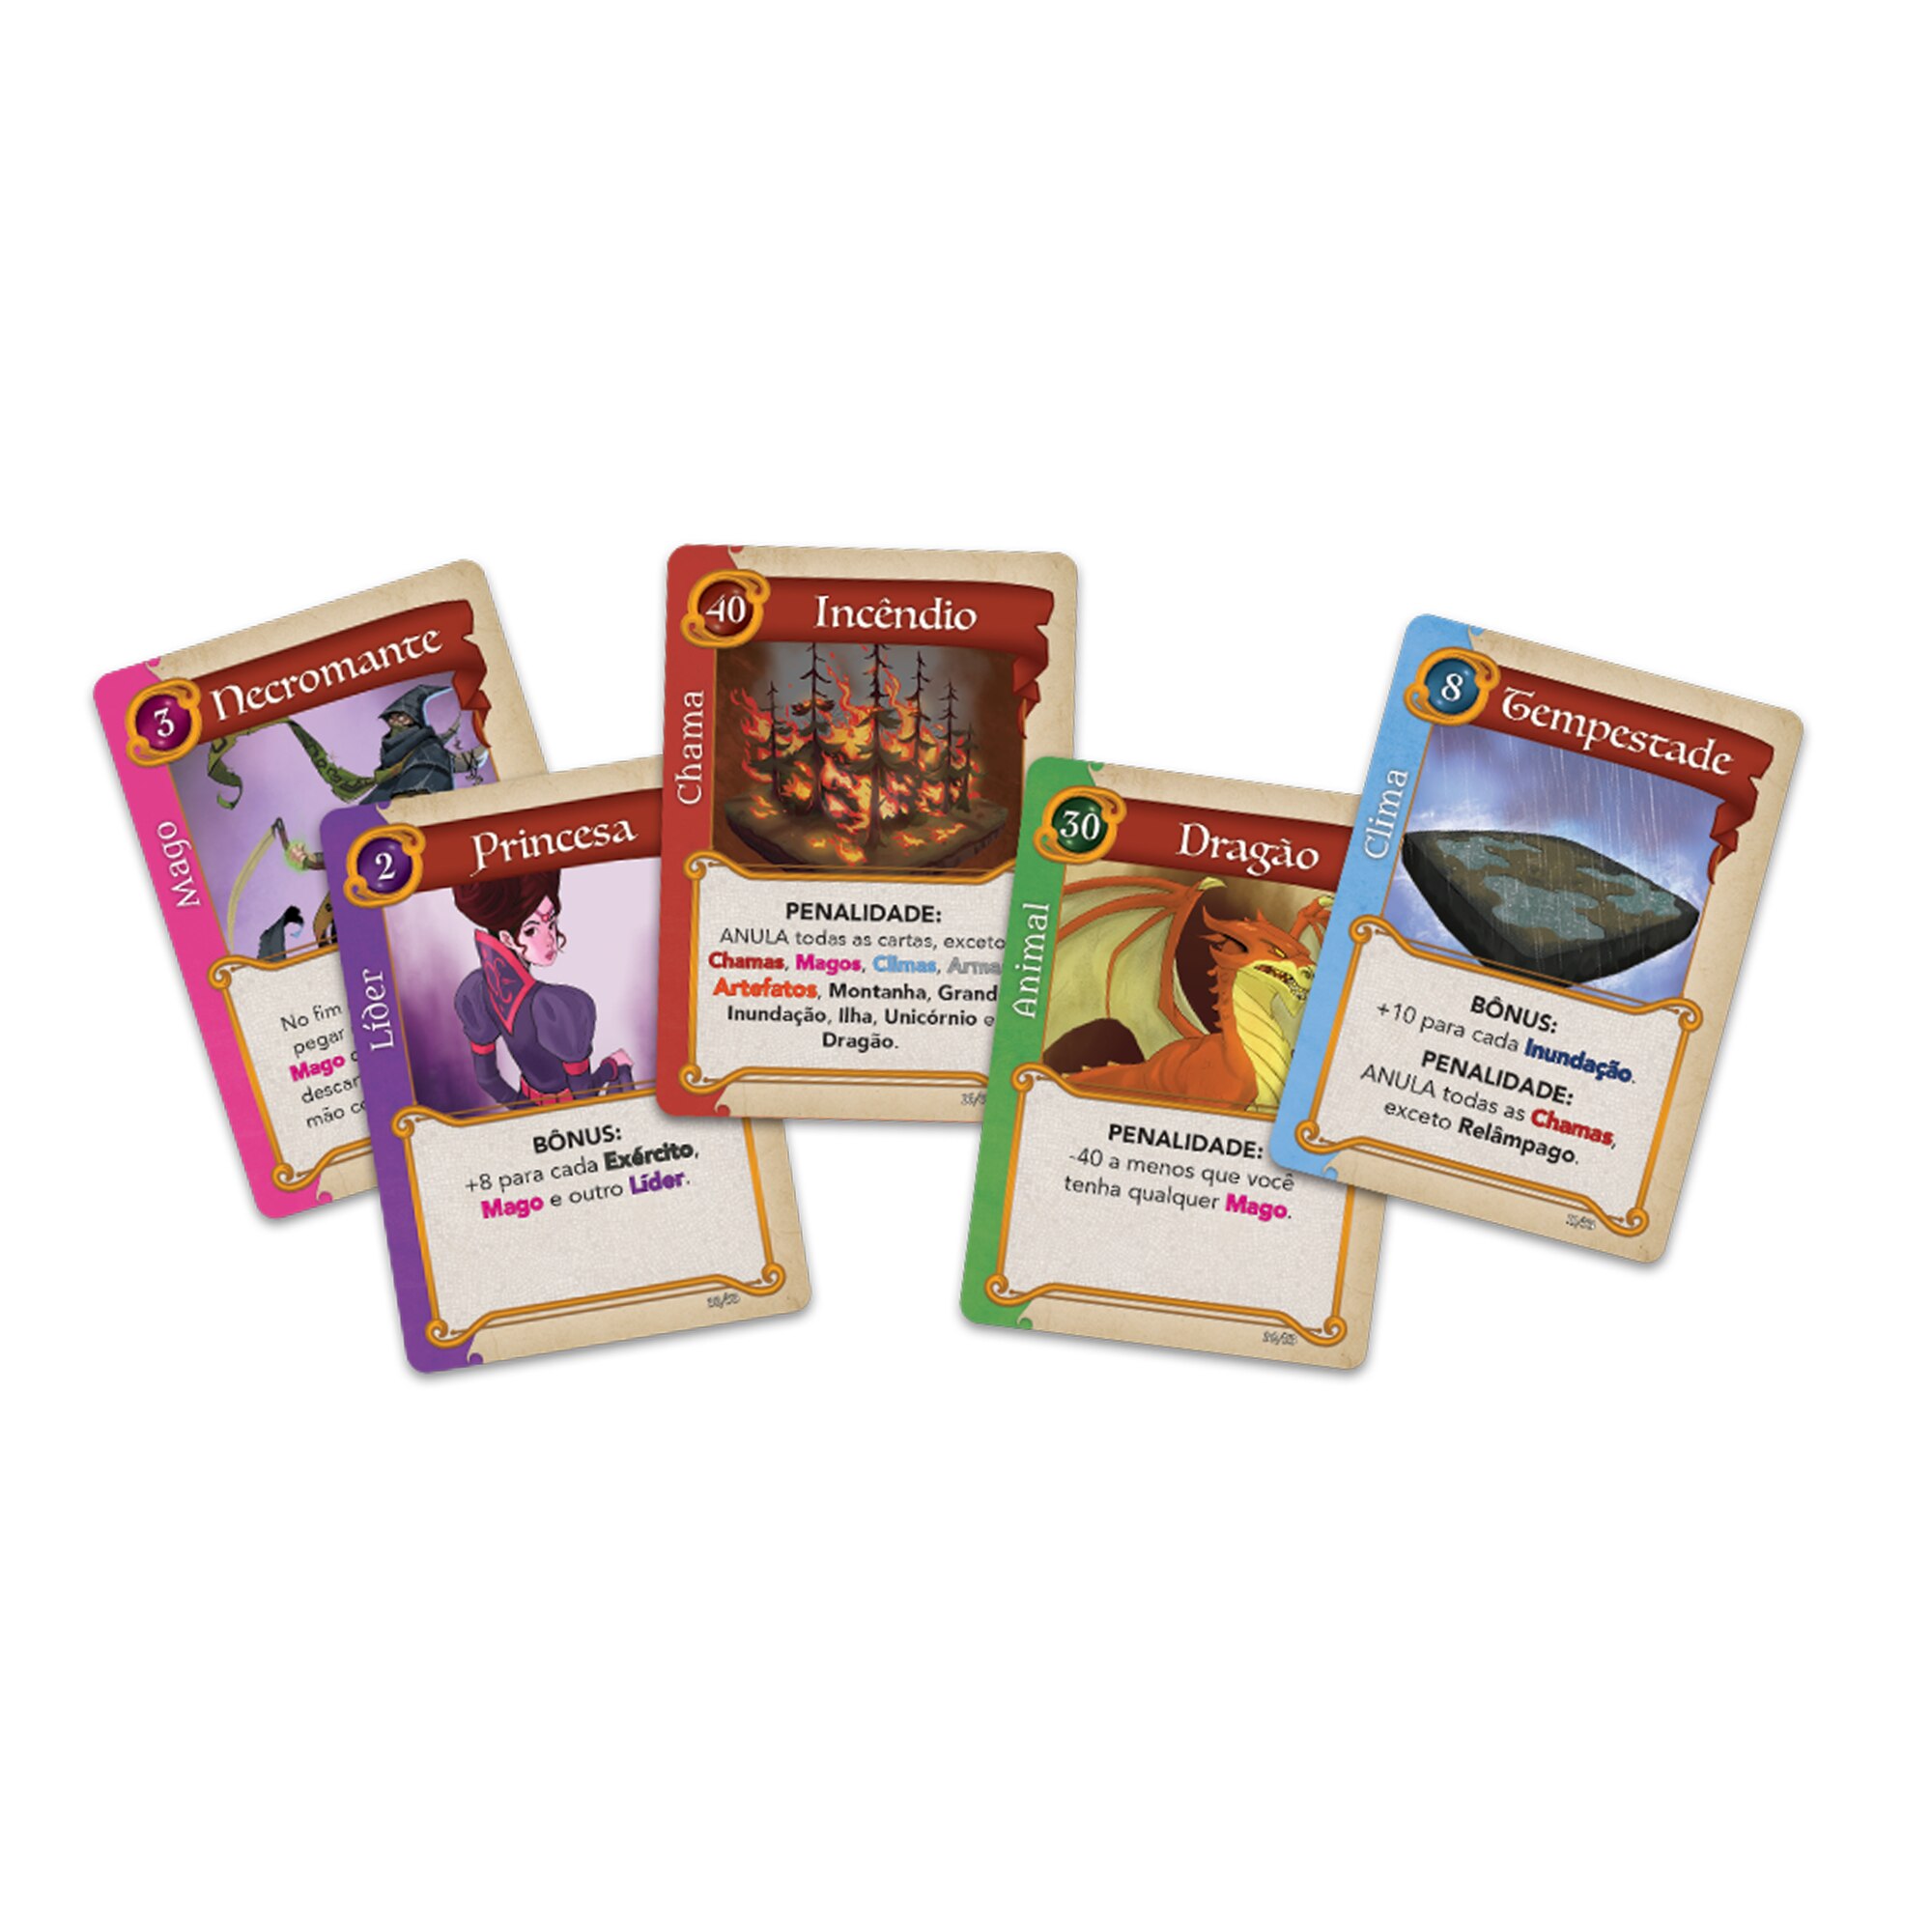 3
Necromante
Mago
No fim
pegar
Mago
mão
2
Princesa
Líder
BÔNUS:
+8 para cada Exército,
Mago e outro Líder.
40
Incêndio
Chama
PENALIDADE:
ANULA todas as cartas, exceto
Chamas, Magos, Climas,
Artefatos, Montanha,
Inundação, Ilha, Unicórnio e
Dragão.
30
Dragão
Animal
PENALIDADE:
-40 a menos que você
tenha qualquer Mago.
8
Tempestade
Clima
BÔNUS:
+10 para cada Inundação.
PENALIDADE:
ANULA todas as Chamas,
exceto Relâmpago.